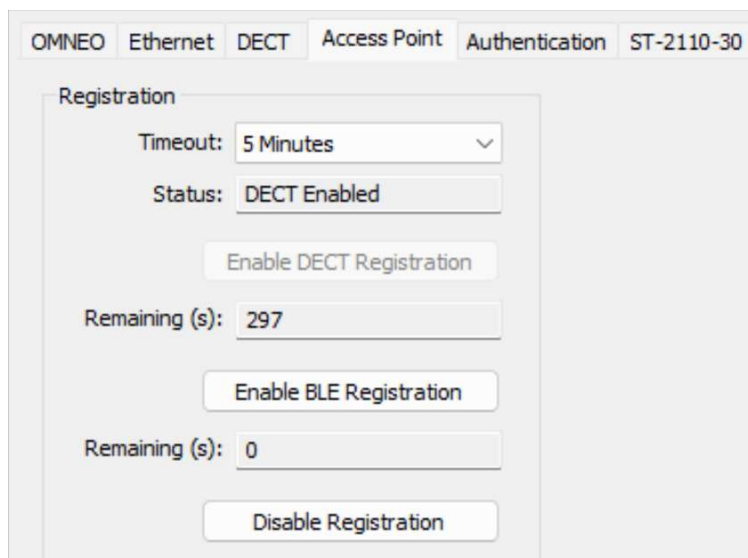 OMNEO Ethernet DECT Access Point Authentication ST-2110-30
Registration
Timeout: 5 Minutes
Status: DECT Enabled
Enable DECT Registration
Remaining (s): 297
Enable BLE Registration
Remaining (s): 0
Disable Registration